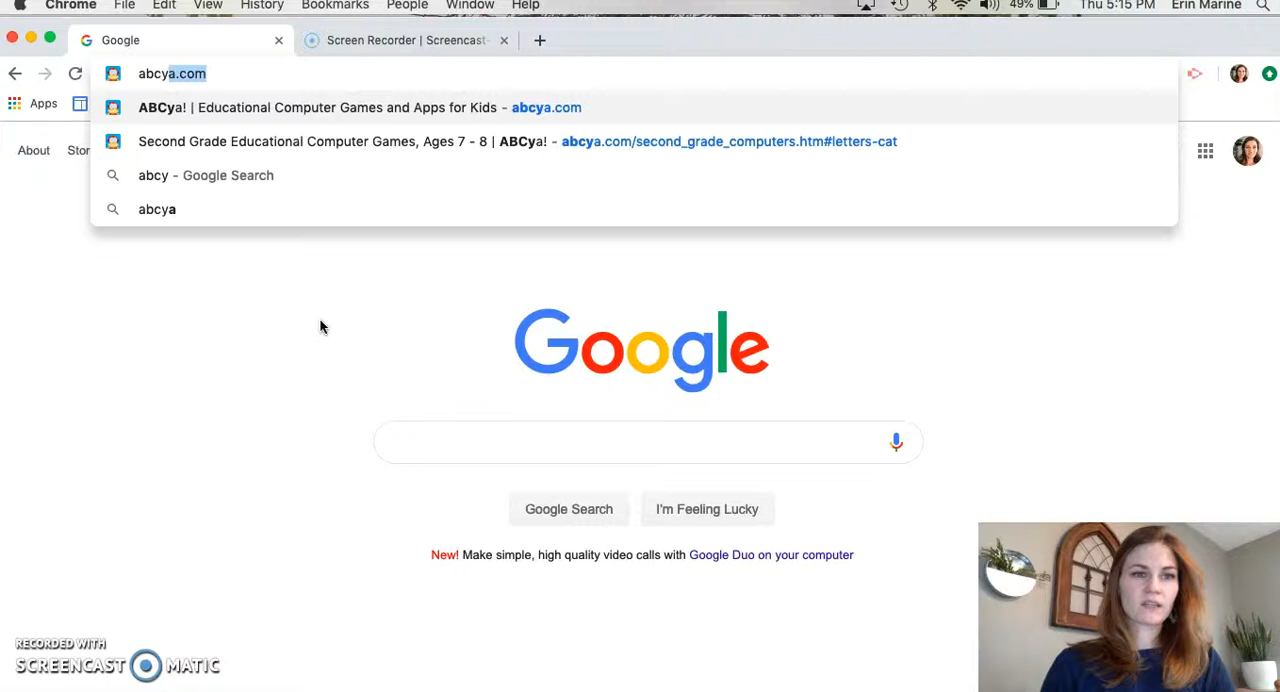 Chrome File Edit View History Bookmarks People Window Help 49% Thu 5:15 PM Erin Marine
Google Screen Recorder | Screencast-
abcya.com
Apps ABCya! | Educational Computer Games and Apps for Kids - abcya.com
Second Grade Educational Computer Games, Ages 7 - 8 | ABCya! - abcya.com/second_grade_computers.htm#letters-cat
About Stor
abcy - Google Search
abcya
Google
Google Search I'm Feeling Lucky
New! Make simple, high quality video calls with Google Duo on your computer
RECORDED WITH
SCREENCAST MATIC